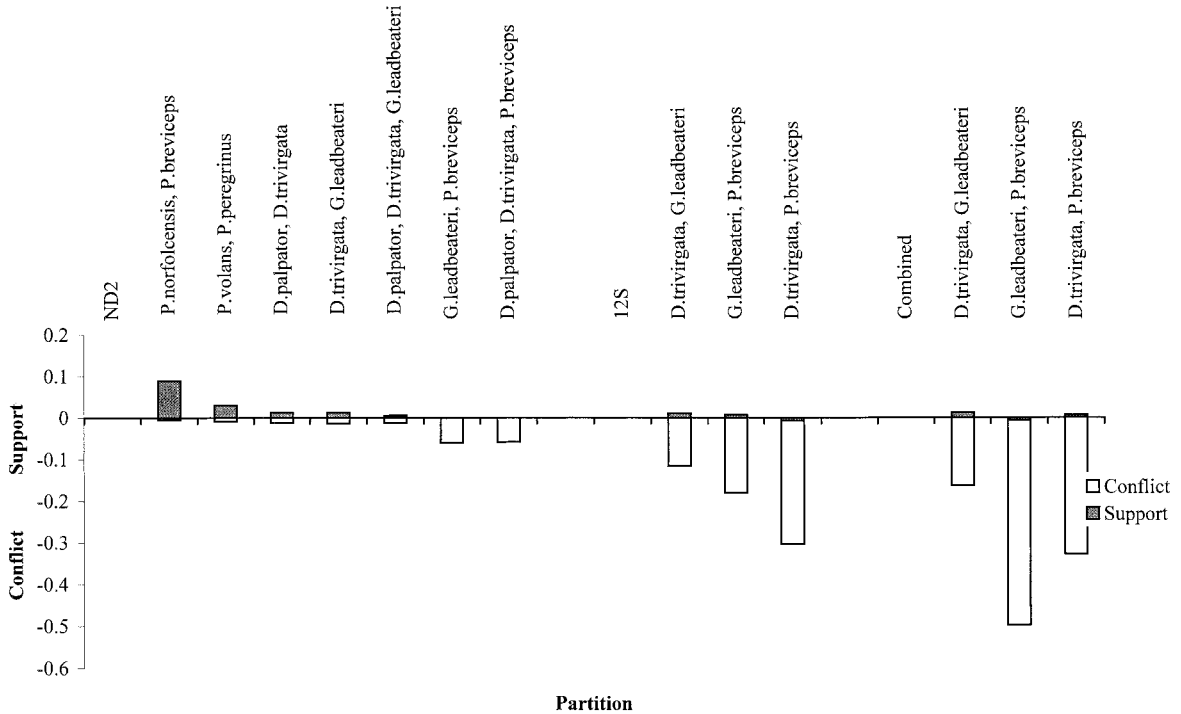 ND2
P.norfolcensis, P.breviceps
P.volans, P.peregrinus
D.palpator, D.trivirgata
D.trivirgata, G.leadbeateri
D.palpator, D.trivirgata, G.leadbeateri
G.leadbeateri, P.breviceps
D.palpator, D.trivirgata, P.breviceps
12S
D.trivirgata, G.leadbeateri
G.leadbeateri, P.breviceps
D.trivirgata, P.breviceps
Combined
D.trivirgata, G.leadbeateri
G.leadbeateri, P.breviceps
D.trivirgata, P.breviceps
0.2
0.1
0
-0.1
-0.2
-0.3
-0.4
-0.5
-0.6
Conflict Support
Conflict
Support
Partition